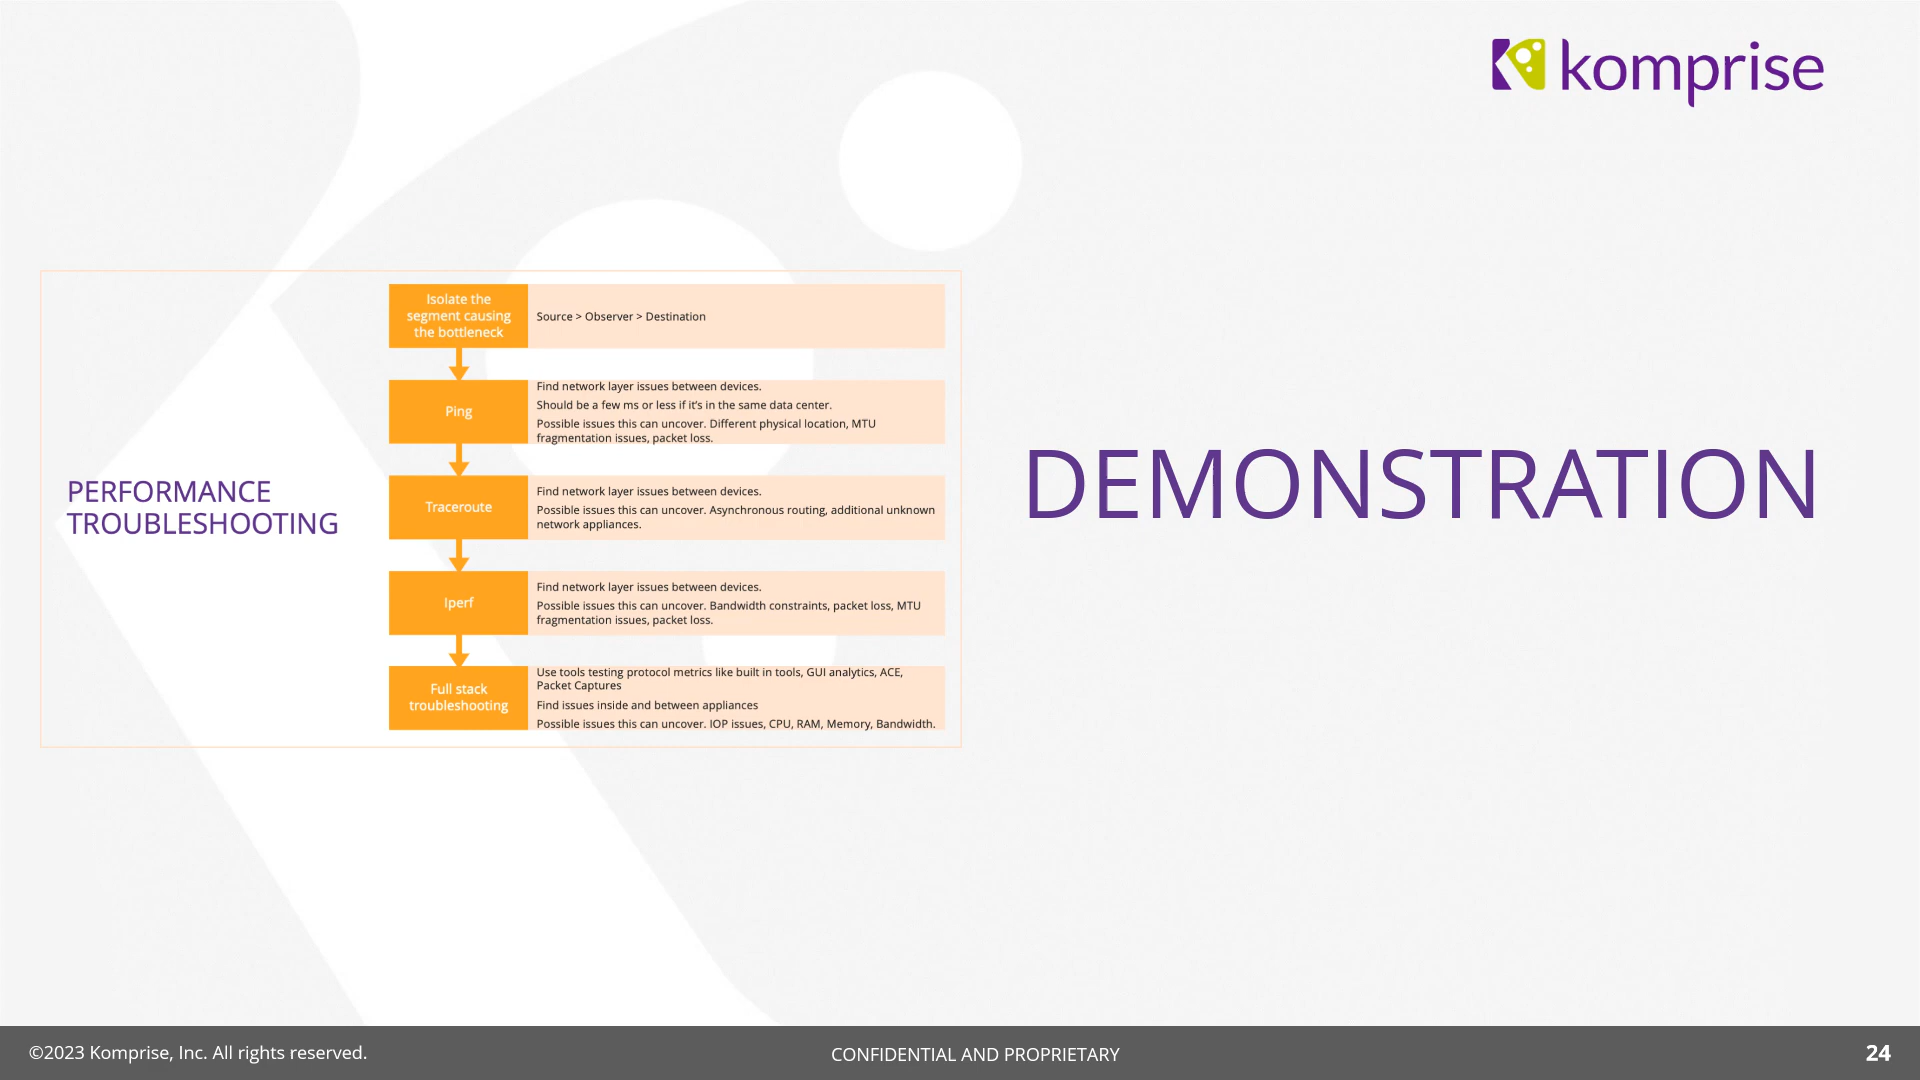 komprise
PERFORMANCE
TROUBLESHOOTING
Isolate the
segment causing
the bottleneck
Source > Observer > Destination
Ping
Find network layer issues between devices.
Should be a few ms or less if it's in the same data center.
Possible issues this can uncover. Different physical location, MTU
fragmentation issues, packet loss.
Traceroute
Find network layer issues between devices.
Possible issues this can uncover. Asynchronous routing, additional unknown
network appliances.
Iperf
Find network layer issues between devices.
Possible issues this can uncover. Bandwidth constraints, packet loss, MTU
fragmentation issues, packet loss.
Full stack
troubleshooting
Use tools testing protocol metrics like built in tools, GUI analytics, ACE,
Packet Captures
Find issues inside and between appliances
Possible issues this can uncover. IOP issues, CPU, RAM, Memory, Bandwidth.
DEMONSTRATION
©2023 Komprise, Inc. All rights reserved.
CONFIDENTIAL AND PROPRIETARY
24